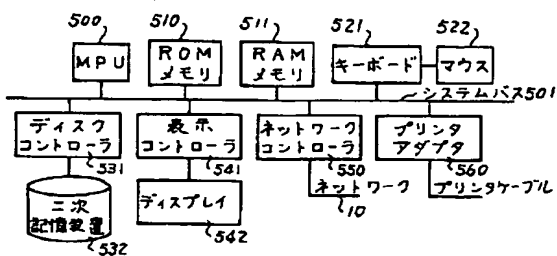 500
510
511
521
522
MPU
ROM
メモリ
RAM
メモリ
キーボード
マウス
システムバス501
ディスク
コントローラ
531
表示
コントローラ
541
ネットワーク
コントローラ
550
プリンタ
アダプタ
560
二次
記憶装置
532
ディスプレイ
542
ネットワーク
10
プリンタケーブル